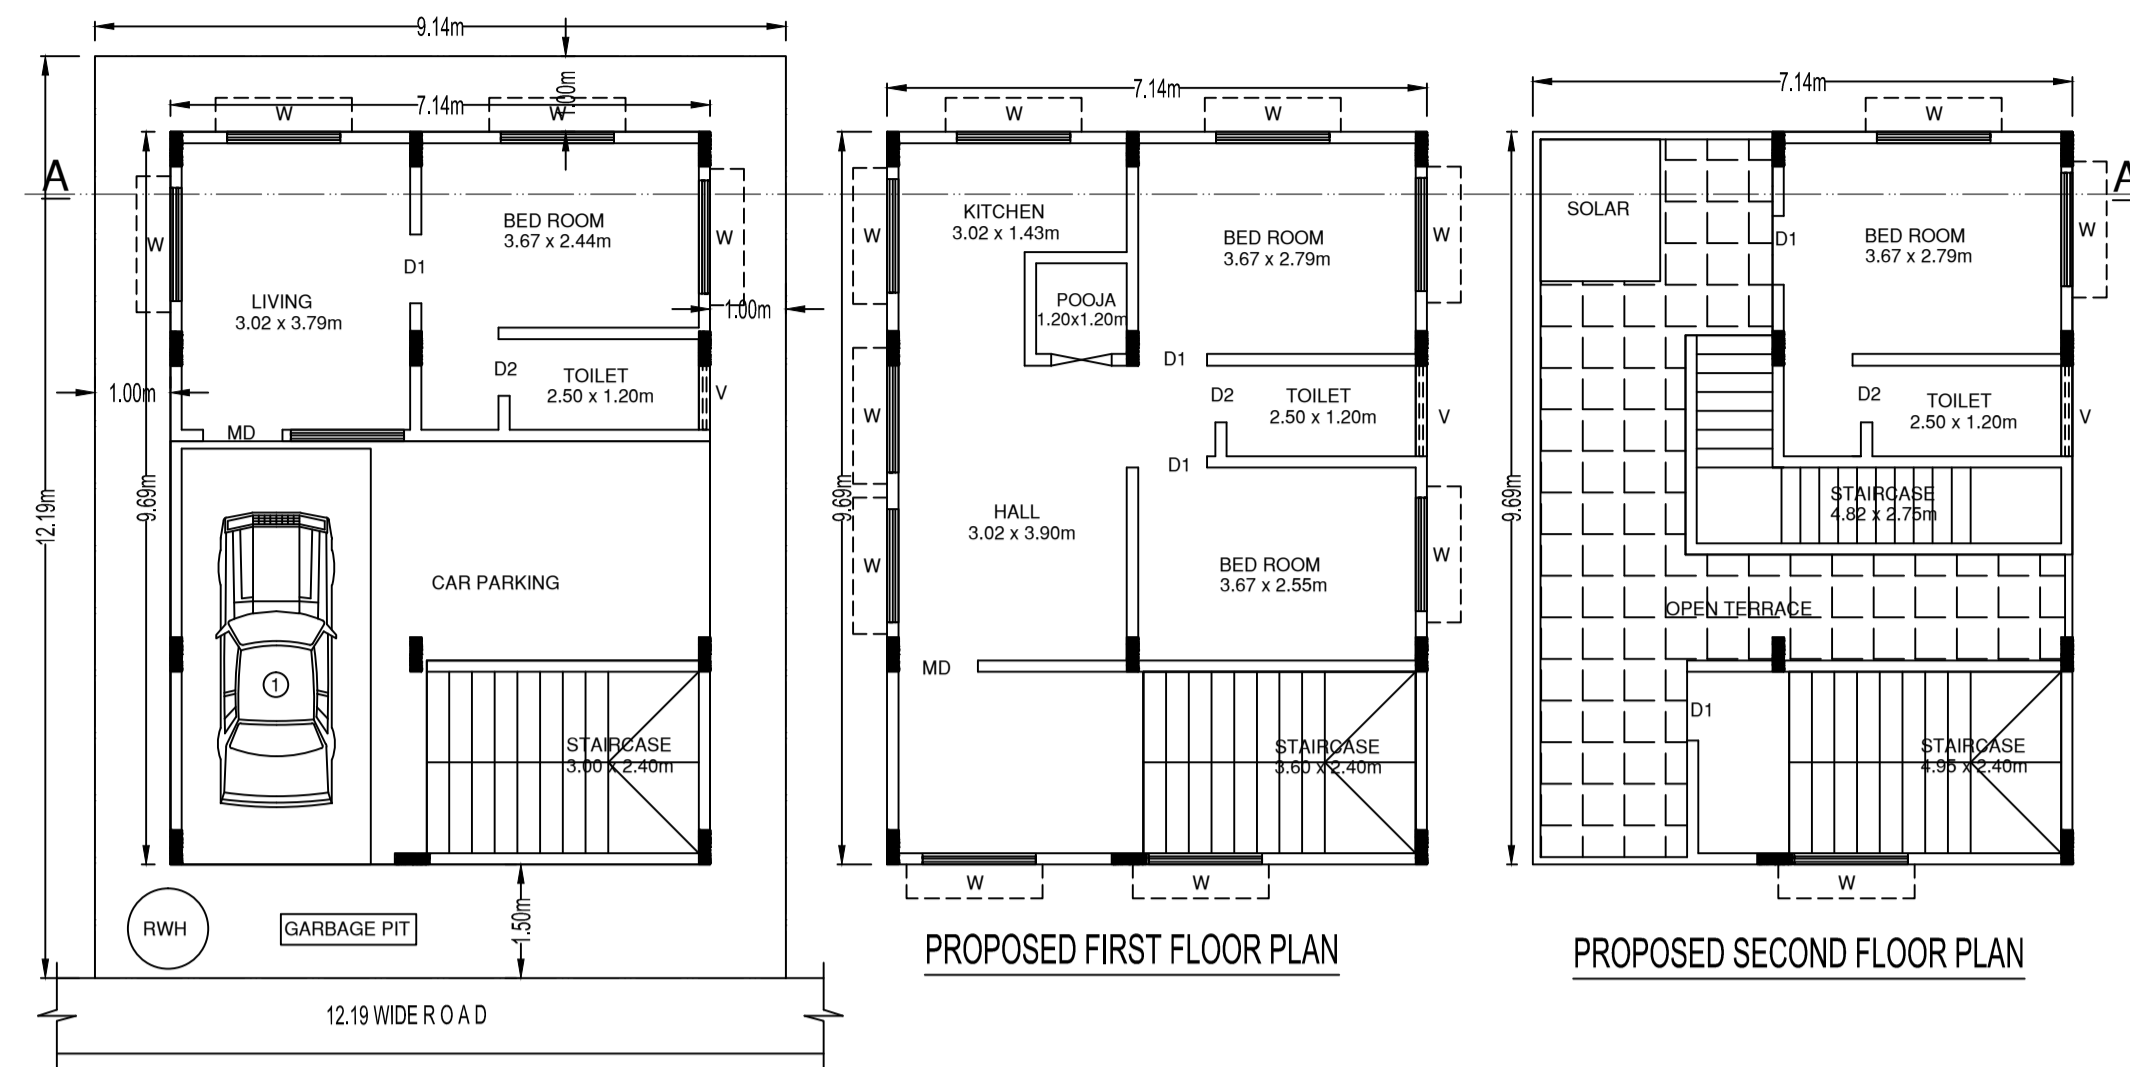 9.14m
1.00m
7.14m
W
W
A
12.19m
9.69m
W
BED ROOM
3.67 x 2.44m
W
D1
LIVING
3.02 x 3.79m
1.00m
1.00m
D2
TOILET
2.50 x 1.20m
V
MD
CAR PARKING
1
STAIRCASE
3.00 x 2.40m
RWH
GARBAGE PIT
1.50m
12.19 WIDE R O A D
7.14m
W
W
9.69m
KITCHEN
3.02 x 1.43m
W
BED ROOM
3.67 x 2.79m
W
POOJA
1.20x1.20m
D1
D2
TOILET
2.50 x 1.20m
V
W
D1
HALL
3.02 x 3.90m
W
BED ROOM
3.67 x 2.55m
W
MD
STAIRCASE
3.60 x 2.40m
W
W
PROPOSED FIRST FLOOR PLAN
7.14m
W
A
9.69m
SOLAR
D1
BED ROOM
3.67 x 2.79m
W
D2
TOILET
2.50 x 1.20m
V
STAIRCASE
4.82 x 2.75m
OPEN TERRACE
D1
STAIRCASE
4.95 x 2.40m
W
PROPOSED SECOND FLOOR PLAN